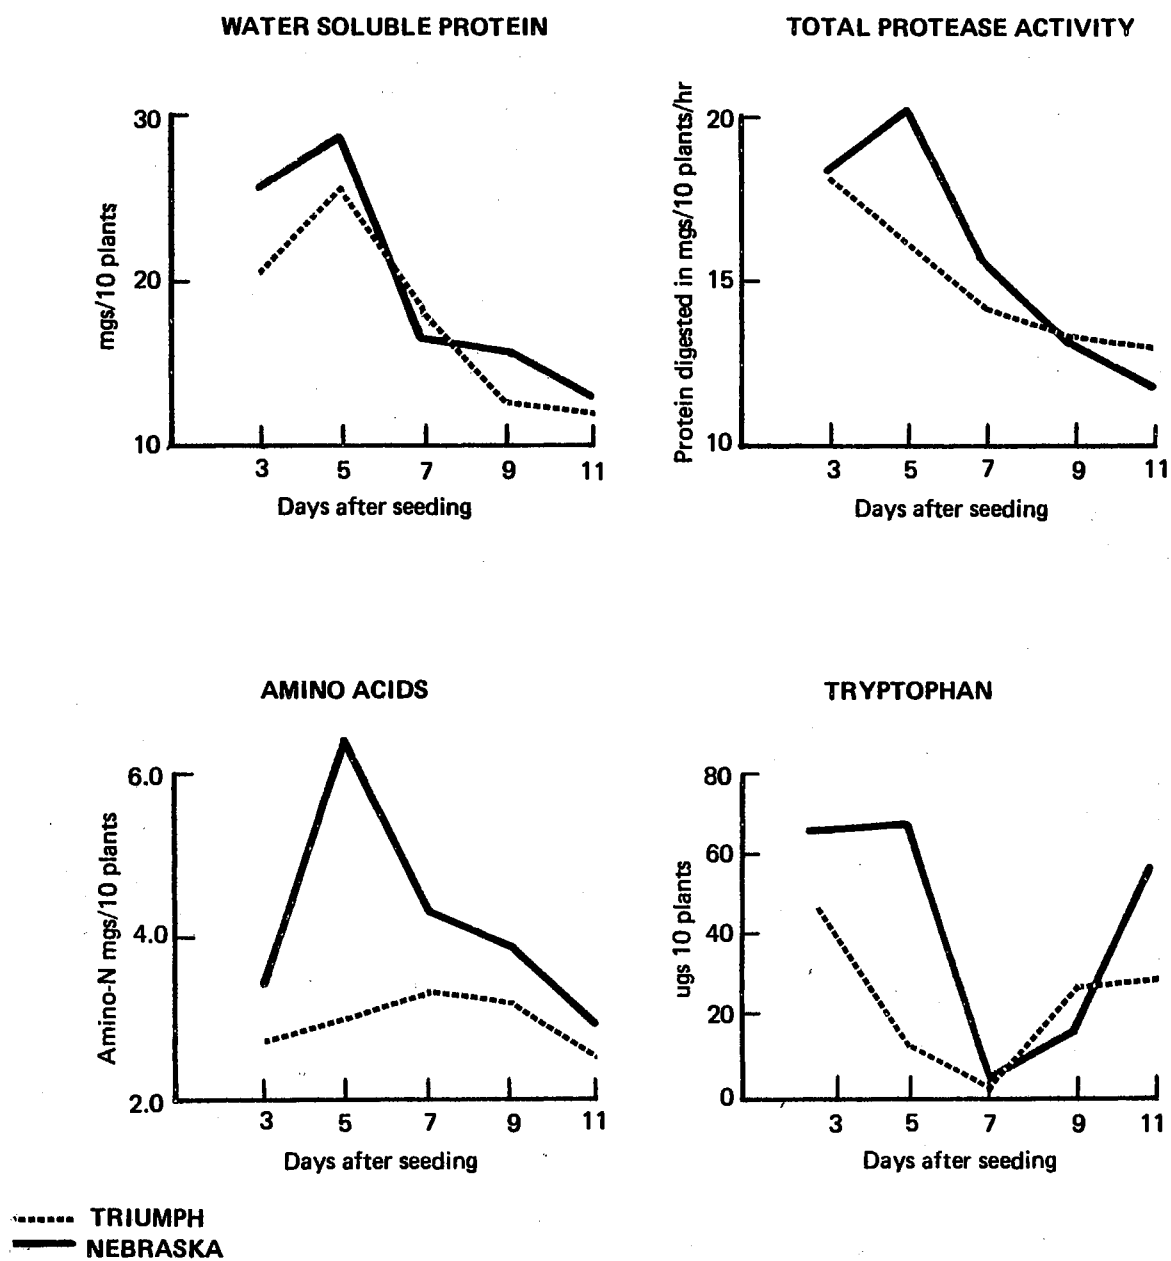 WATER SOLUBLE PROTEIN
30
20
10
mgs/10 plants
3 5 7 9 11
Days after seeding
TOTAL PROTEASE ACTIVITY
20
15
10
Protein digested in mgs/10 plants/hr
3 5 7 9 11
Days after seeding
AMINO ACIDS
6.0
4.0
2.0
Amino-N mgs/10 plants
3 5 7 9 11
Days after seeding
TRYPTOPHAN
80
60
40
20
0
ugs 10 plants
3 5 7 9 11
Days after seeding
TRIUMPH
NEBRASKA